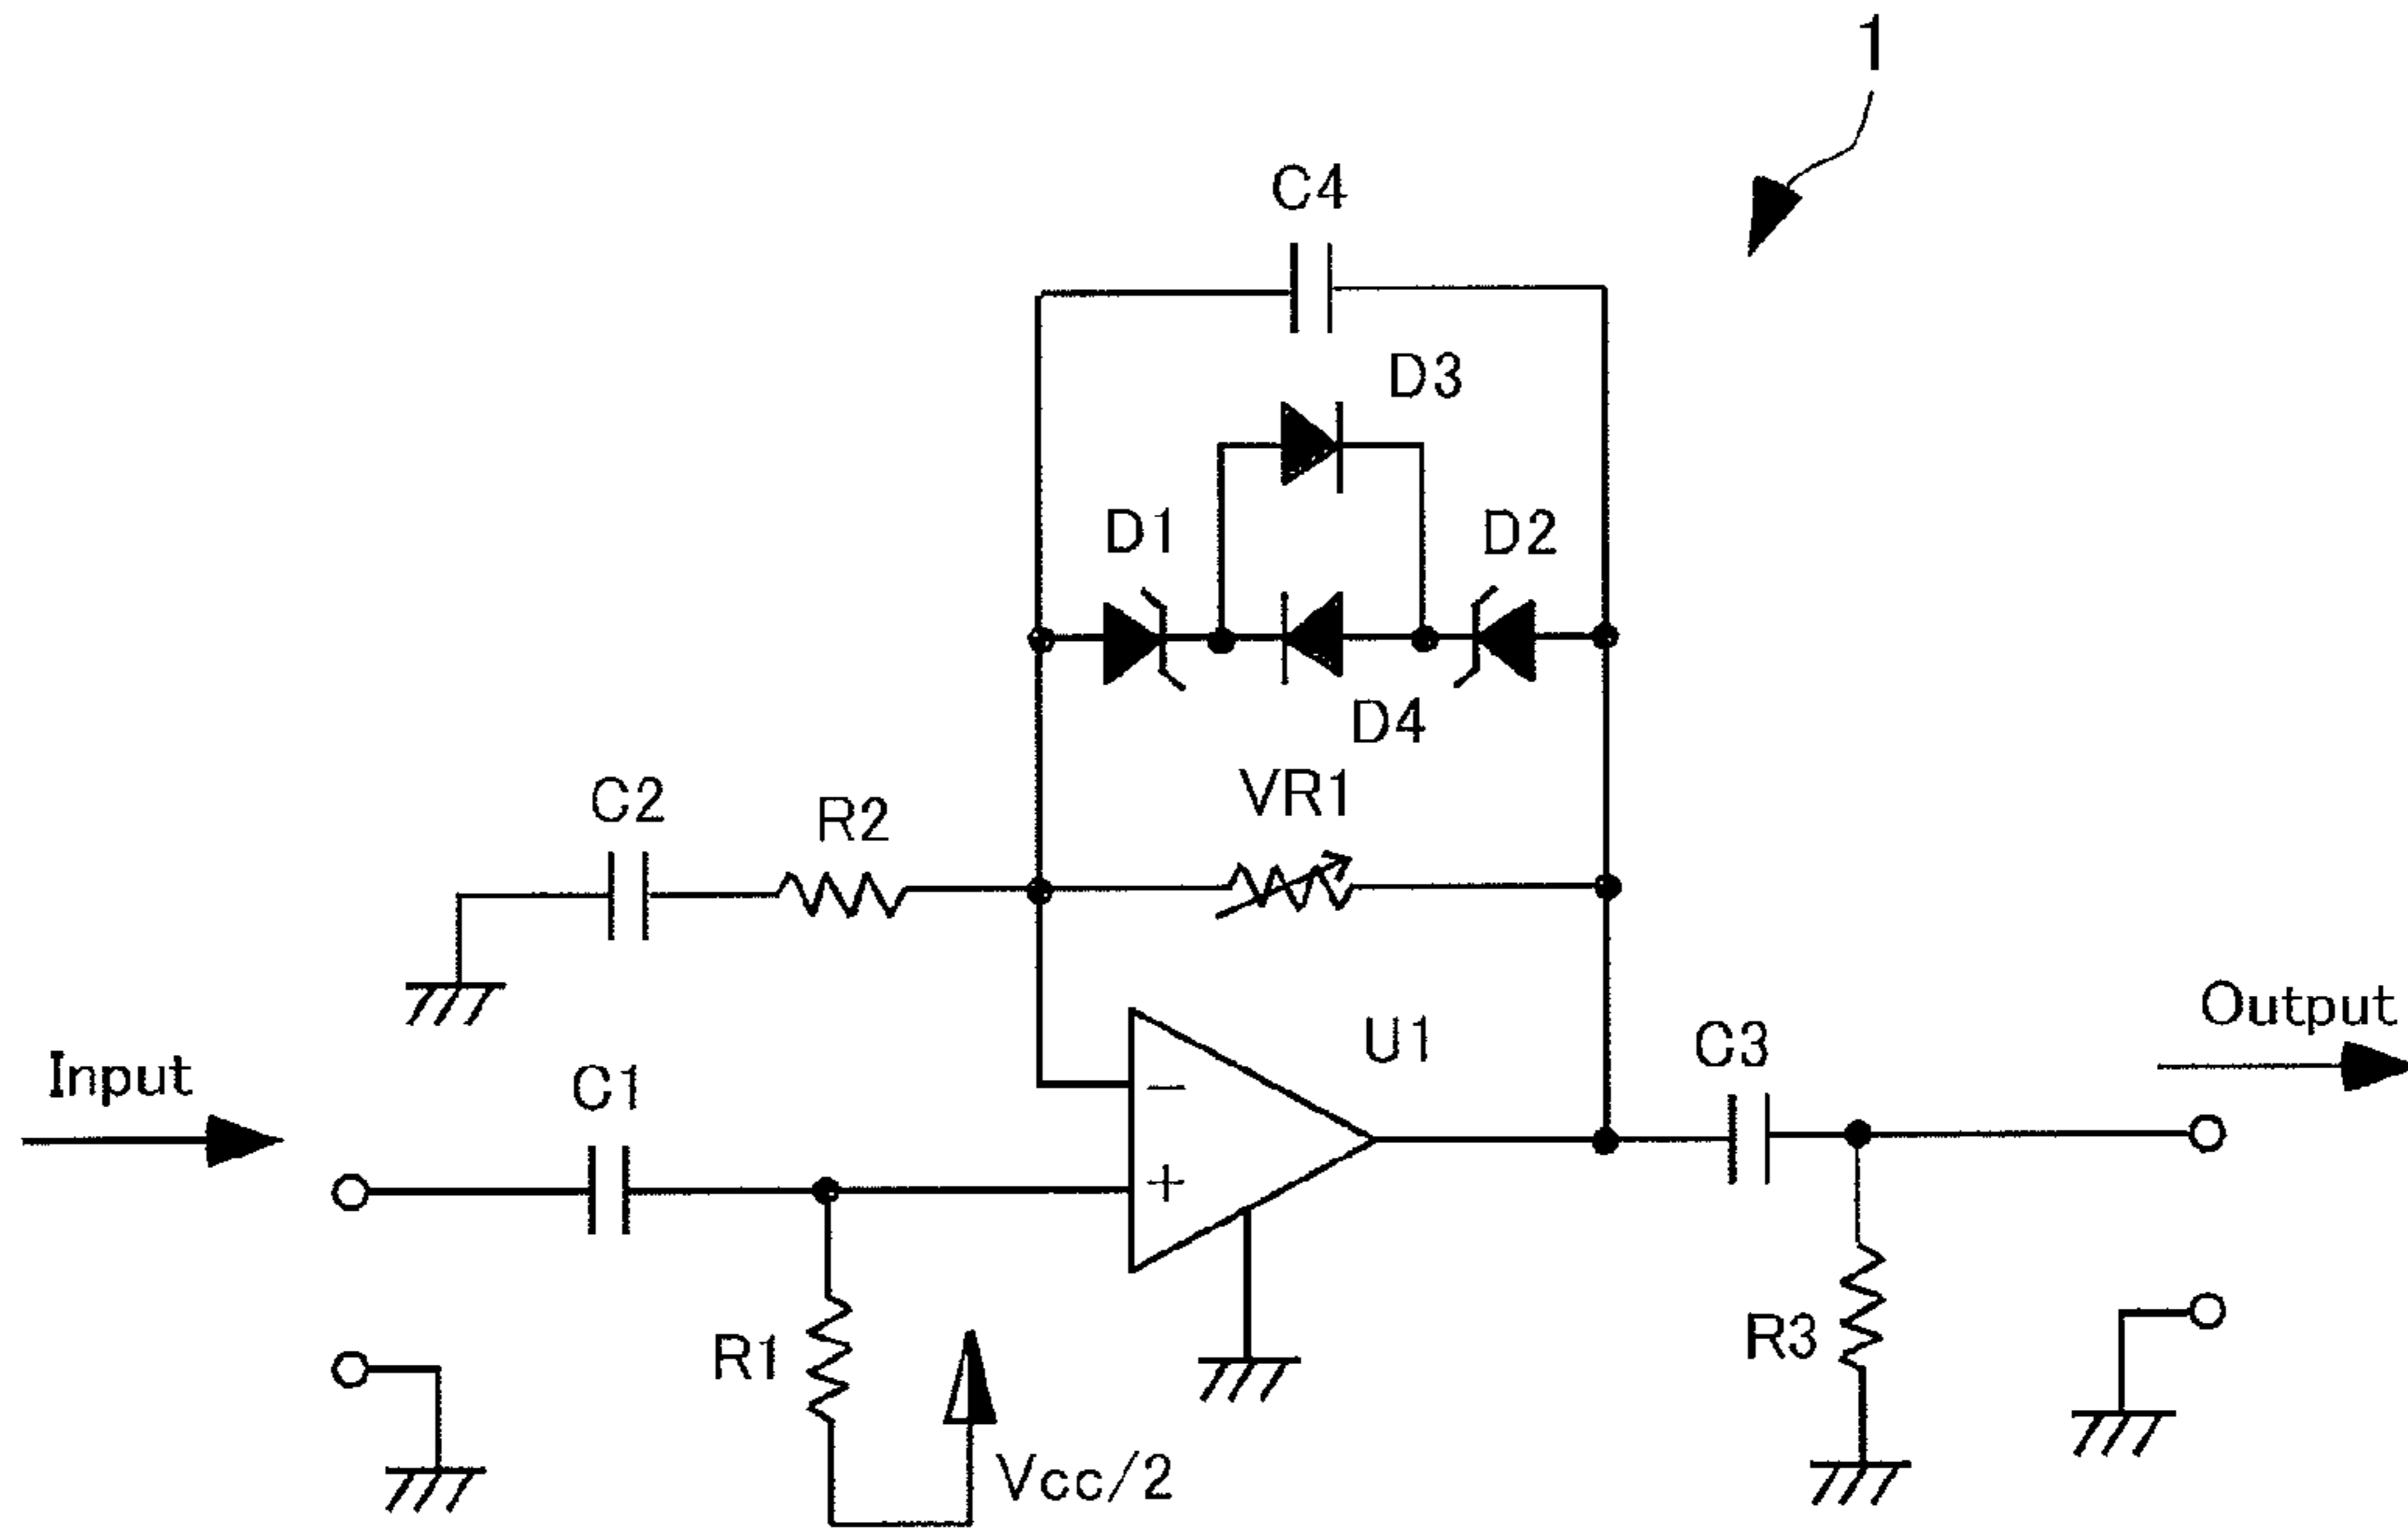 1
C4
D3
D1
D2
D4
C2
R2
VR1
Input
C1
U1
C3
Output
−
+
R1
Vcc/2
R3